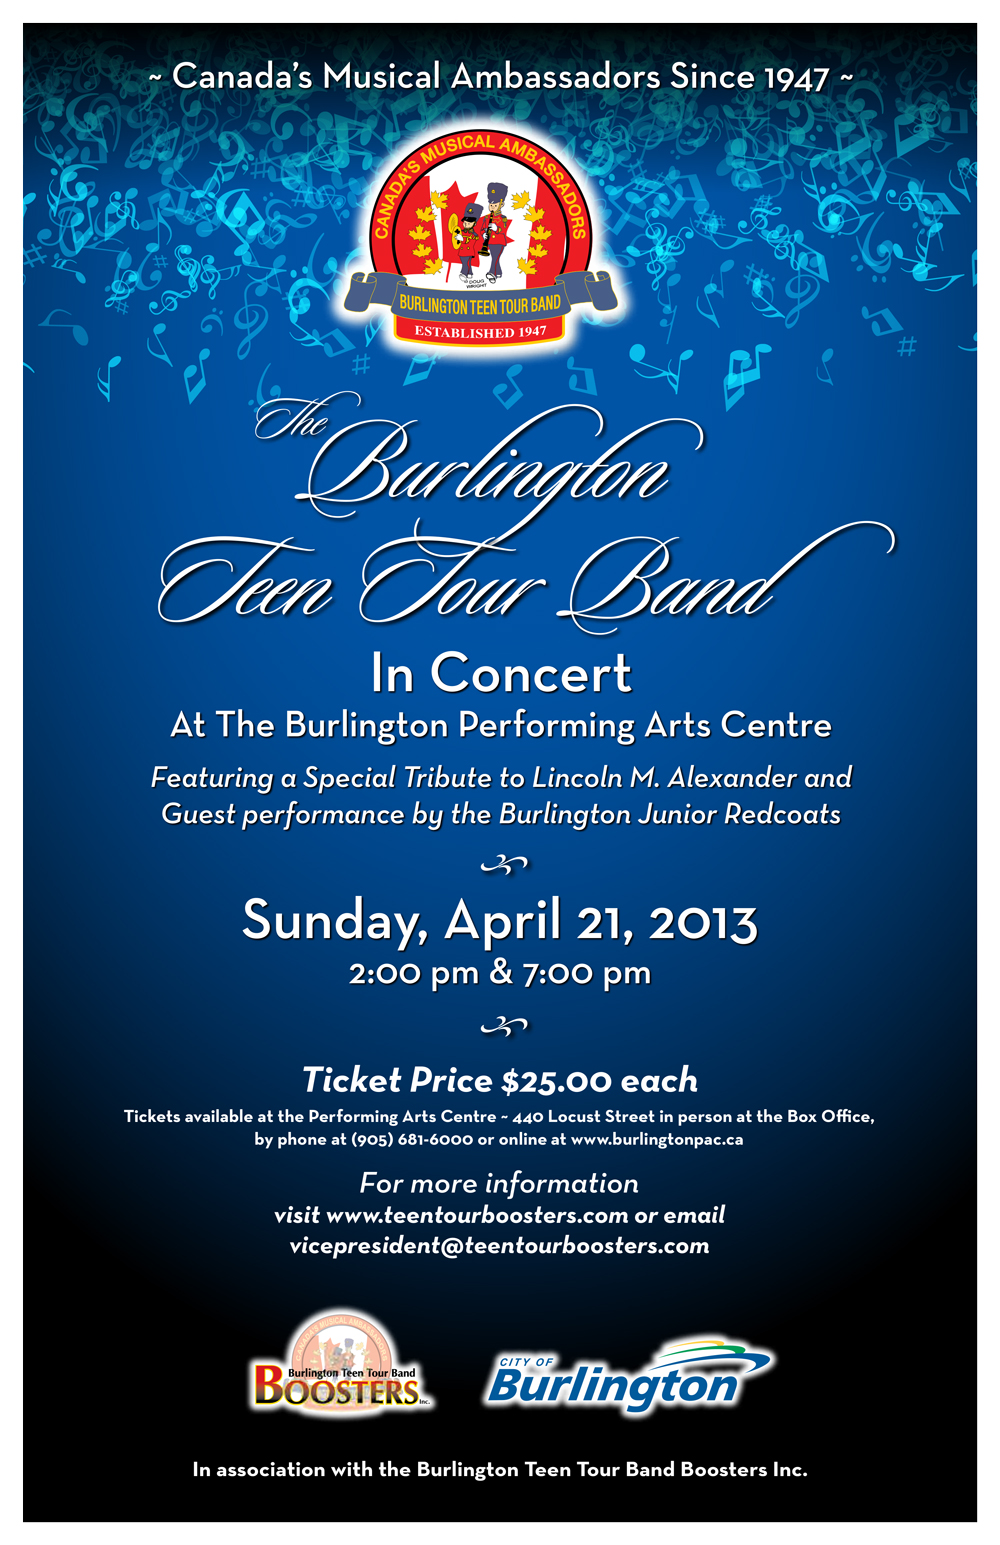 ~ Canada's Musical Ambassadors Since 1947 ~
CANADA'S MUSICAL AMBASSADORS
DOUG
WRIGHT
BURLINGTON TEEN TOUR BAND
ESTABLISHED 1947
The
Burlington
Teen Tour Band
In Concert
At The Burlington Performing Arts Centre
Featuring a Special Tribute to Lincoln M. Alexander and
Guest performance by the Burlington Junior Redcoats
Sunday, April 21, 2013
2:00 pm & 7:00 pm
Ticket Price $25.00 each
Tickets available at the Performing Arts Centre ~ 440 Locust Street in person at the Box Office,
by phone at (905) 681-6000 or online at www.burlingtonpac.ca
For more information
visit www.teentourboosters.com or email
vicepresident@teentourboosters.com
CANADA'S MUSICAL AMBASSADORS
Burlington Teen Tour Band
BOOSTERS Inc.
CITY OF
Burlington
In association with the Burlington Teen Tour Band Boosters Inc.